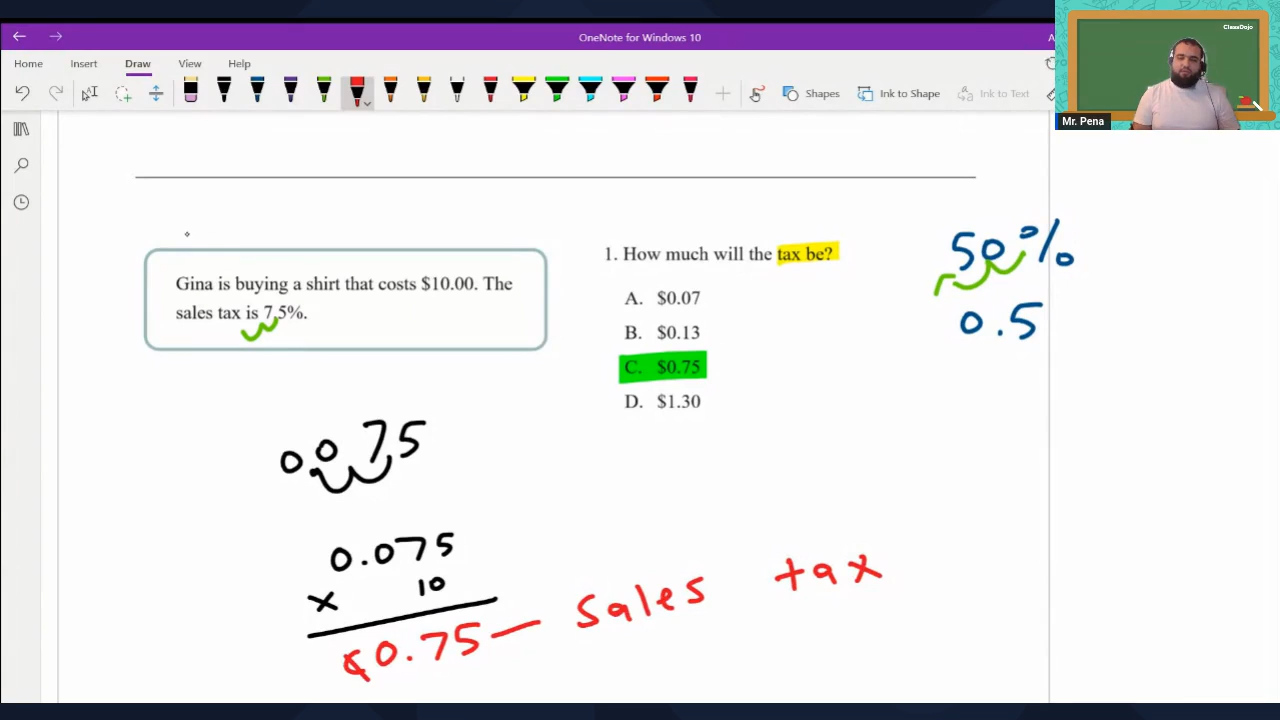 OneNote for Windows 10
ClassDojo
Mr. Pena
Home Insert Draw View Help
Shapes Ink to Shape Ink to Text
Gina is buying a shirt that costs $10.00. The
sales tax is 7.5%.
1. How much will the tax be?
A. $0.07
B. $0.13
C. $0.75
D. $1.30
50%
0.5
0.075
0.075
x 10
$0.75 — Sales tax